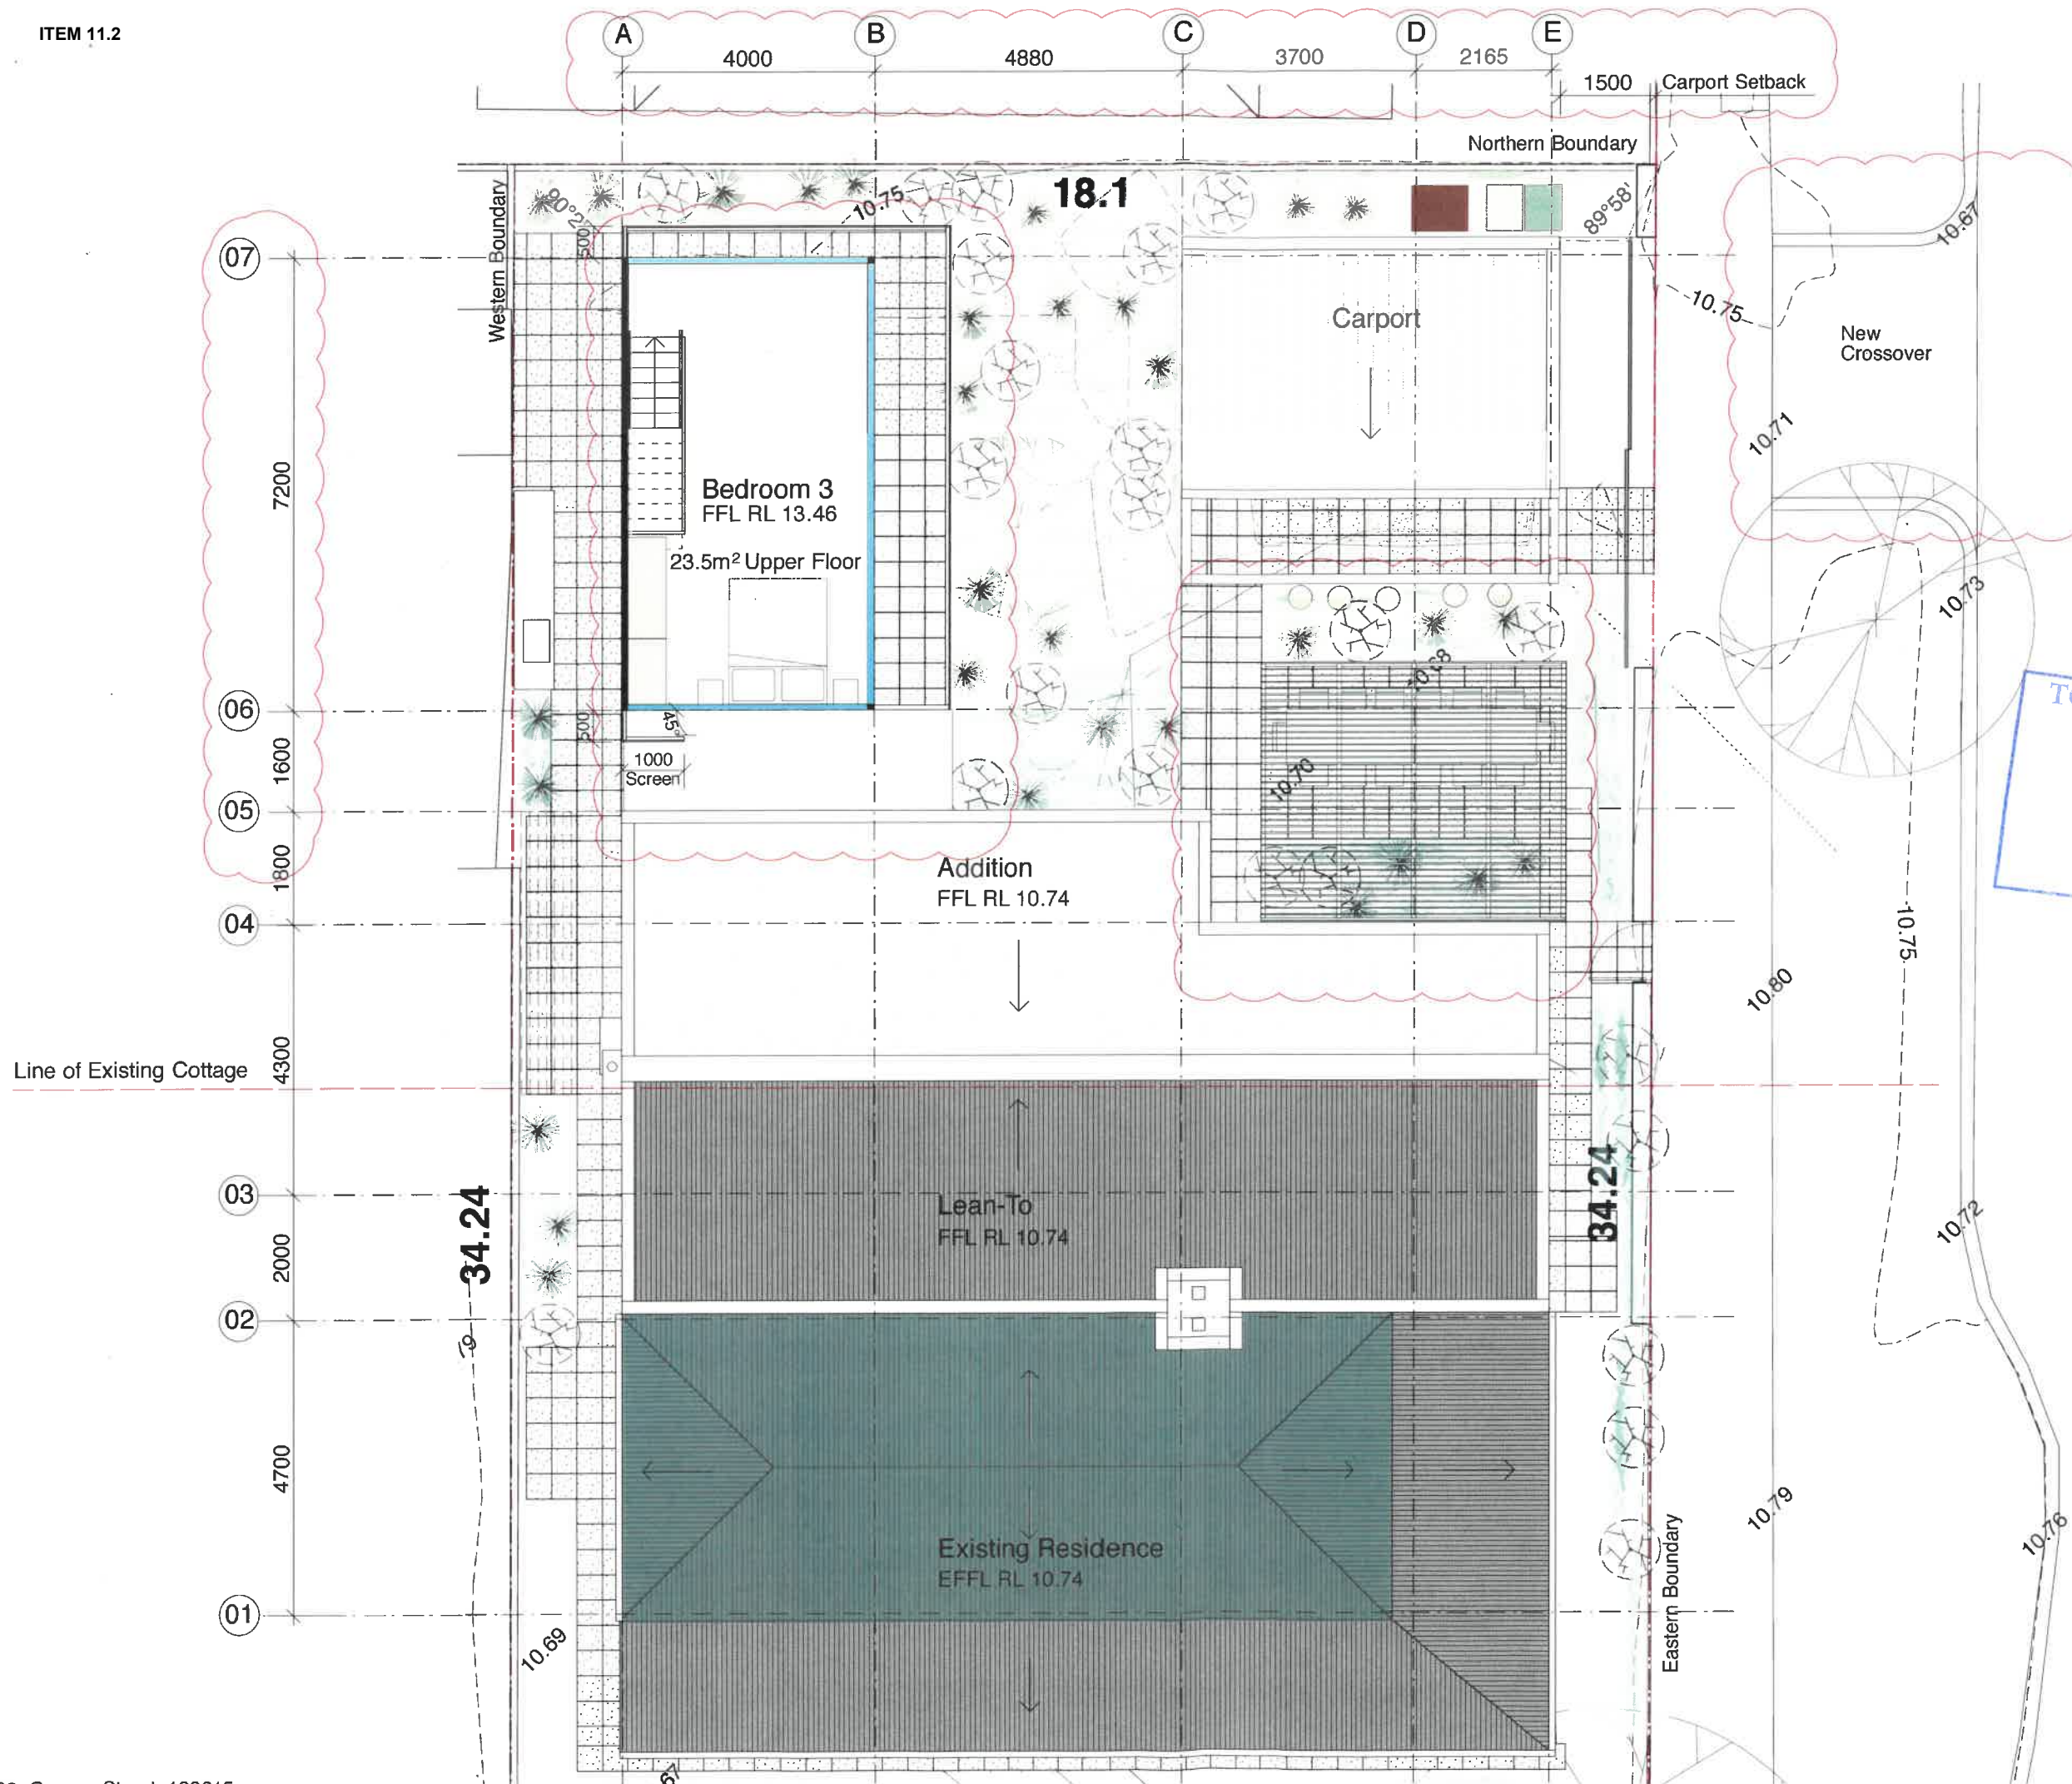 ITEM 11.2
A
B
C
D
E
4000
4880
3700
2165
1500
Carport Setback
Northern Boundary
Western Boundary
18.1
10.75
89°58'
10.67
07
500
10.75
Carport
New
Crossover
10.71
7200
Bedroom 3
FFL RL 13.46
23.5m² Upper Floor
10.73
10.68
06
500
45°
1000
Screen
1600
10.70
05
1800
Addition
FFL RL 10.74
04
10.75
10.80
4300
Line of Existing Cottage
34.24
34.24
03
Lean-To
FFL RL 10.74
10.72
2000
02
4700
10.79
10.76
Existing Residence
EFFL RL 10.74
01
10.69
Eastern Boundary
67